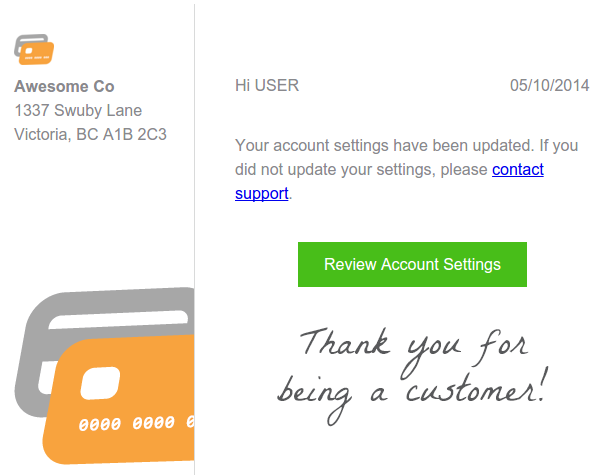 Awesome Co
1337 Swuby Lane
Victoria, BC A1B 2C3
Hi USER
05/10/2014
Your account settings have been updated. If you
did not update your settings, please contact
support.
Review Account Settings
Thank you for
being a customer!
0000 0000 0